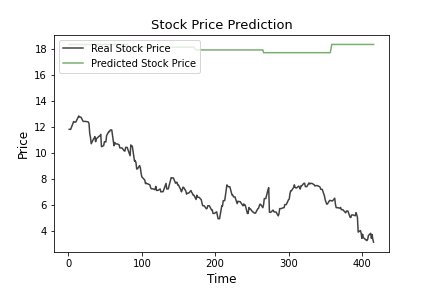 Stock Price Prediction
Real Stock Price
Predicted Stock Price
Price
18
16
14
12
10
8
6
4
0 100 200 300 400
Time